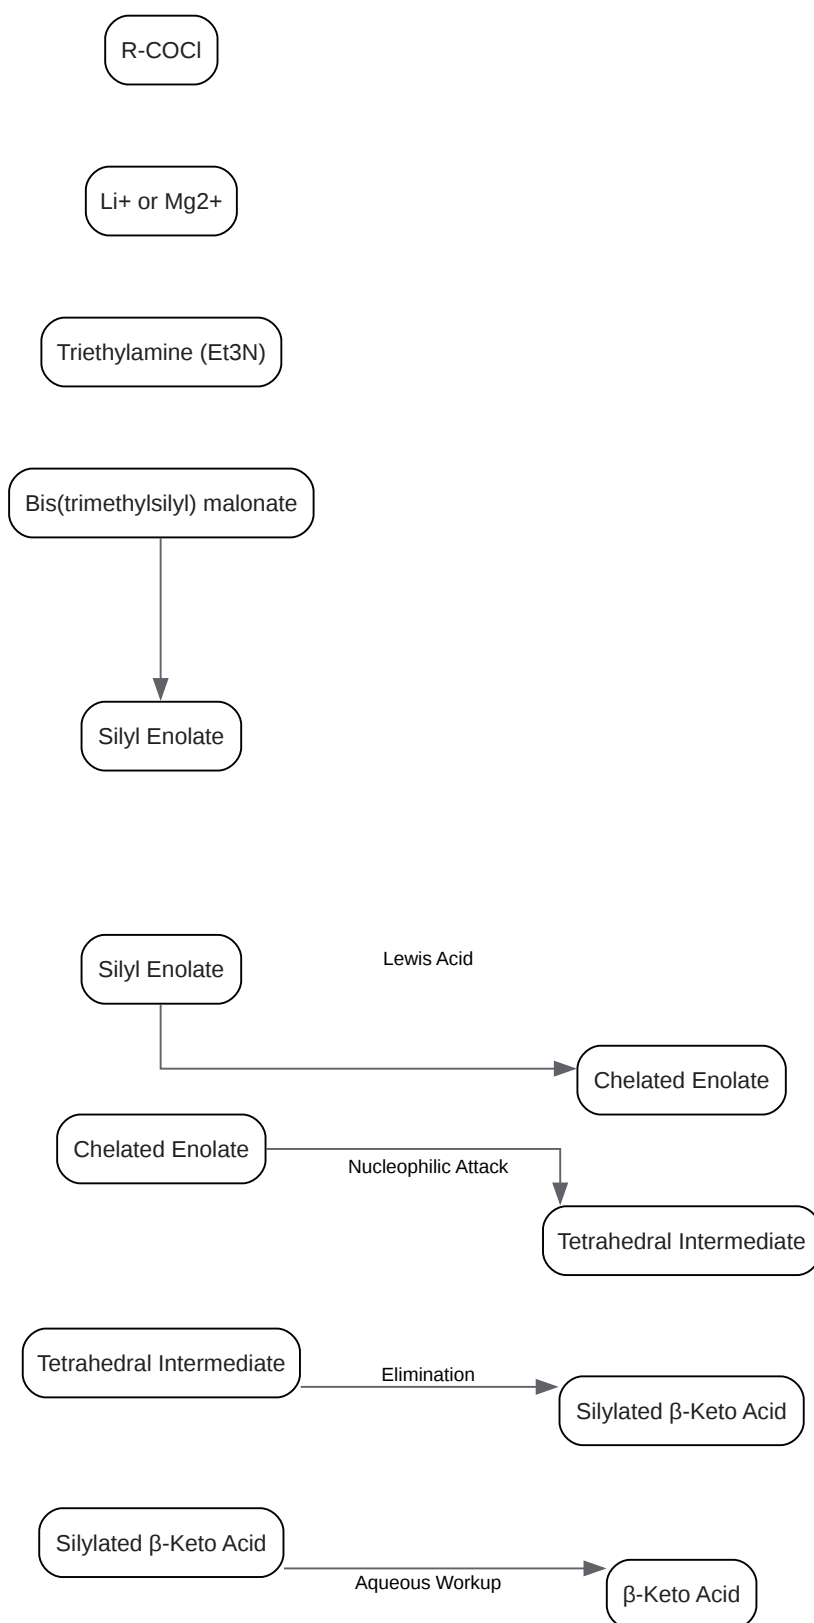 R-COCl
Li+ or Mg2+
Triethylamine (Et3N)
Bis(trimethylsilyl) malonate
Silyl Enolate
Silyl Enolate
Lewis Acid
Chelated Enolate
Chelated Enolate
Nucleophilic Attack
Tetrahedral Intermediate
Tetrahedral Intermediate
Elimination
Silylated β-Keto Acid
Silylated β-Keto Acid
Aqueous Workup
β-Keto Acid